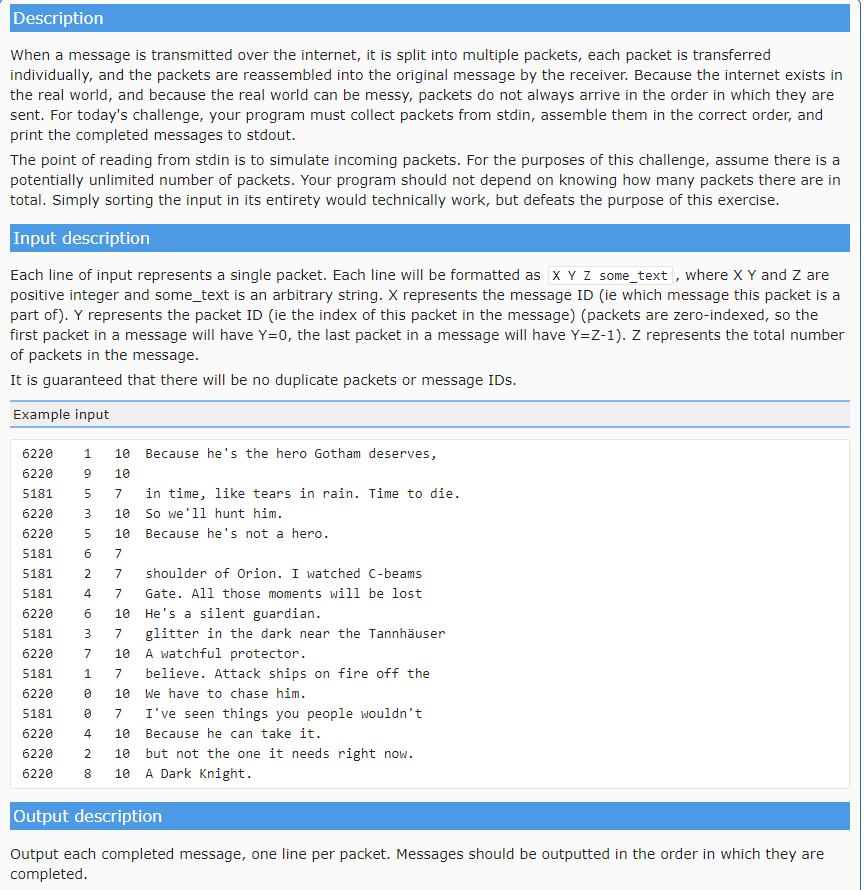 Description
When a message is transmitted over the internet, it is split into multiple packets, each packet is transferred
individually, and the packets are reassembled into the original message by the receiver. Because the internet exists in
the real world, and because the real world can be messy, packets do not always arrive in the order in which they are
sent. For today's challenge, your program must collect packets from stdin, assemble them in the correct order, and
print the completed messages to stdout.
The point of reading from stdin is to simulate incoming packets. For the purposes of this challenge, assume there is a
potentially unlimited number of packets. Your program should not depend on knowing how many packets there are in
total. Simply sorting the input in its entirety would technically work, but defeats the purpose of this exercise.
Input description
Each line of input represents a single packet. Each line will be formatted as X Y Z some_text, where X Y and Z are
positive integer and some_text is an arbitrary string. X represents the message ID (ie which message this packet is a
part of). Y represents the packet ID (ie the index of this packet in the message) (packets are zero-indexed, so the
first packet in a message will have Y=0, the last packet in a message will have Y=Z-1). Z represents the total number
of packets in the message.
It is guaranteed that there will be no duplicate packets or message IDs.
Example input
6220 1 10 Because he's the hero Gotham deserves,
6220 9 10
5181 5 7 in time, like tears in rain. Time to die.
6220 3 10 So we'll hunt him.
6220 5 10 Because he's not a hero.
5181 6 7
5181 2 7 shoulder of Orion. I watched C-beams
5181 4 7 Gate. All those moments will be lost
6220 6 10 He's a silent guardian.
5181 3 7 glitter in the dark near the Tannhäuser
6220 7 10 A watchful protector.
5181 1 7 believe. Attack ships on fire off the
6220 0 10 We have to chase him.
5181 0 7 I've seen things you people wouldn't
6220 4 10 Because he can take it.
6220 2 10 but not the one it needs right now.
6220 8 10 A Dark Knight.
Output description
Output each completed message, one line per packet. Messages should be outputted in the order in which they are
completed.